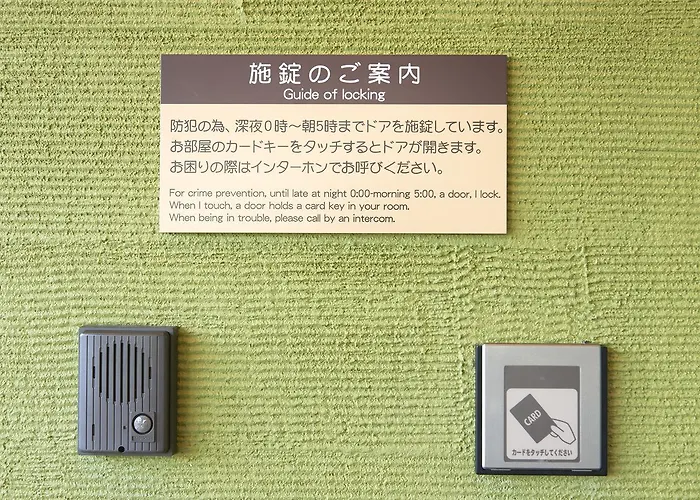 施錠のご案内
Guide of locking
防犯の為、深夜0時～朝5時までドアを施錠しています。
お部屋のカードキーをタッチするとドアが開きます。
お困りの際はインターホンでお呼びください。
For crime prevention, until late at night 0:00-morning 5:00, a door, I lock.
When I touch, a door holds a card key in your room.
When being in trouble, please call by an intercom.
CARD
カードをタッチしてください